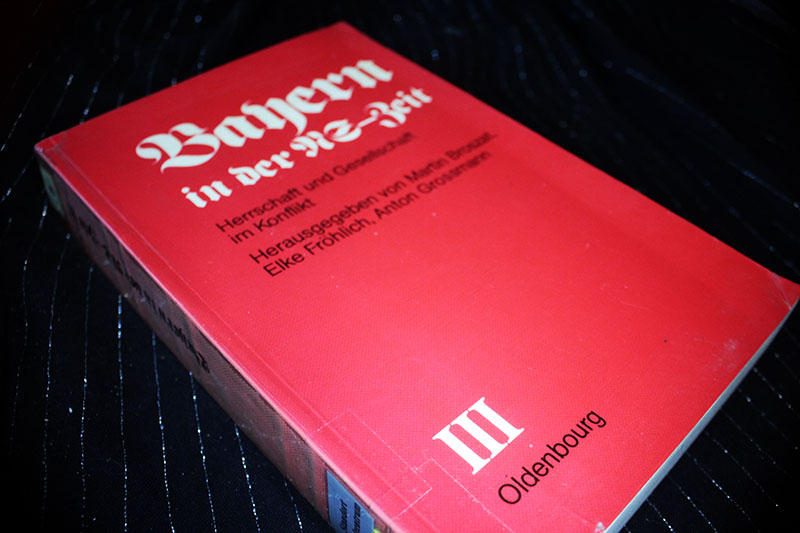 Bayern
in der NS-Zeit
Herrschaft und Gesellschaft
im Konflikt
Herausgegeben von Martin Broszat,
Elke Fröhlich, Anton Grossmann
III
Oldenbourg